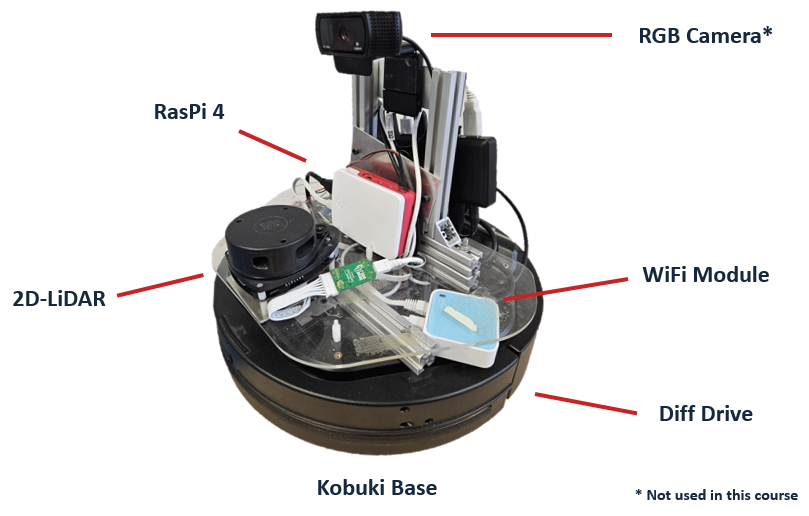 RGB Camera*
RasPi 4
WiFi Module
2D-LiDAR
Diff Drive
Kobuki Base
* Not used in this course